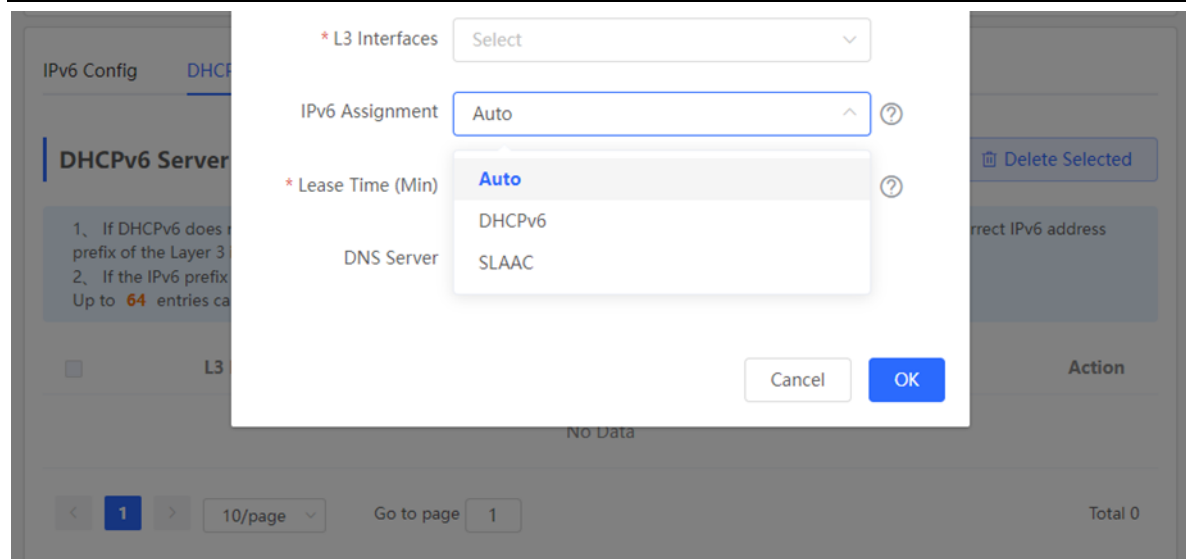 * L3 Interfaces Select
IPv6 Config
IPv6 Assignment Auto
DHCPv6 Server
Delete Selected
* Lease Time (Min)
Auto
DHCPv6
SLAAC
DNS Server
1、 If DHCPv6 does
rrect IPv6 address
prefix of the Layer 3
2、 If the IPv6 prefix
Up to 64 entries ca
L3
Action
Cancel OK
No Data
< 1 > 10/page Go to page 1 Total 0